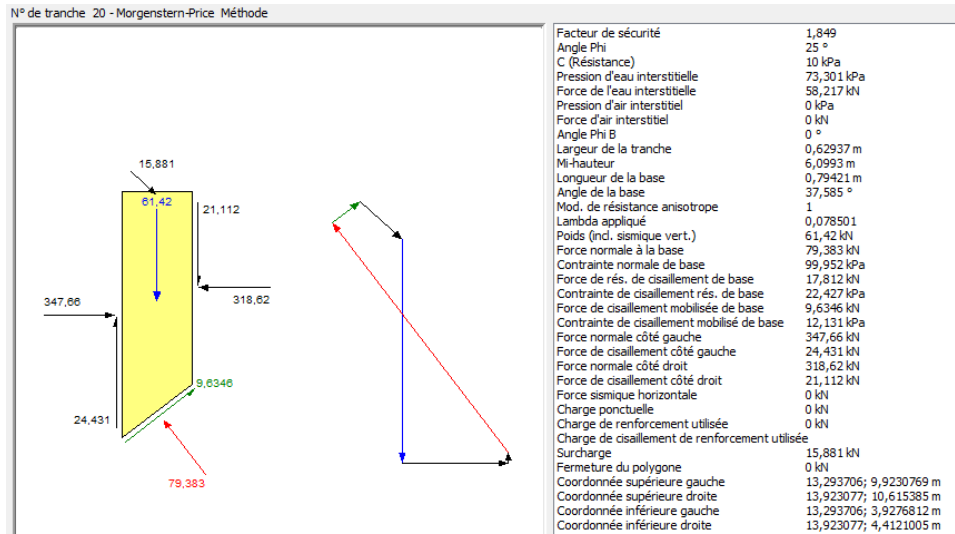 N° de tranche 20 - Morgenstern-Price Méthode
15,881
61,42
21,112
347,66
318,62
9,6346
24,431
79,383
Facteur de sécurité 1,849
Angle Phi 25 °
C (Résistance) 10 kPa
Pression d'eau interstitielle 73,301 kPa
Force de l'eau interstitielle 58,217 kN
Pression d'air interstitiel 0 kPa
Force d'air interstitiel 0 kN
Angle Phi B 0 °
Largeur de la tranche 0,62937 m
Mi-hauteur 6,0993 m
Longueur de la base 0,79421 m
Angle de la base 37,585 °
Mod. de résistance anisotrope 1
Lambda appliqué 0,078501
Poids (incl. sismique vert.) 61,42 kN
Force normale à la base 79,383 kN
Contrainte normale de base 99,952 kPa
Force de rés. de cisaillement de base 17,812 kN
Contrainte de cisaillement rés. de base 22,427 kPa
Force de cisaillement mobilisée de base 9,6346 kN
Contrainte de cisaillement mobilisé de base 12,131 kPa
Force normale côté gauche 347,66 kN
Force de cisaillement côté gauche 24,431 kN
Force normale côté droit 318,62 kN
Force de cisaillement côté droit 21,112 kN
Force sismique horizontale 0 kN
Charge ponctuelle 0 kN
Charge de renforcement utilisée 0 kN
Charge de cisaillement de renforcement utilisée
Surcharge 15,881 kN
Fermeture du polygone 0 kN
Coordonnée supérieure gauche 13,293706; 9,9230769 m
Coordonnée supérieure droite 13,923077; 10,615385 m
Coordonnée inférieure gauche 13,293706; 3,9276812 m
Coordonnée inférieure droite 13,923077; 4,4121005 m